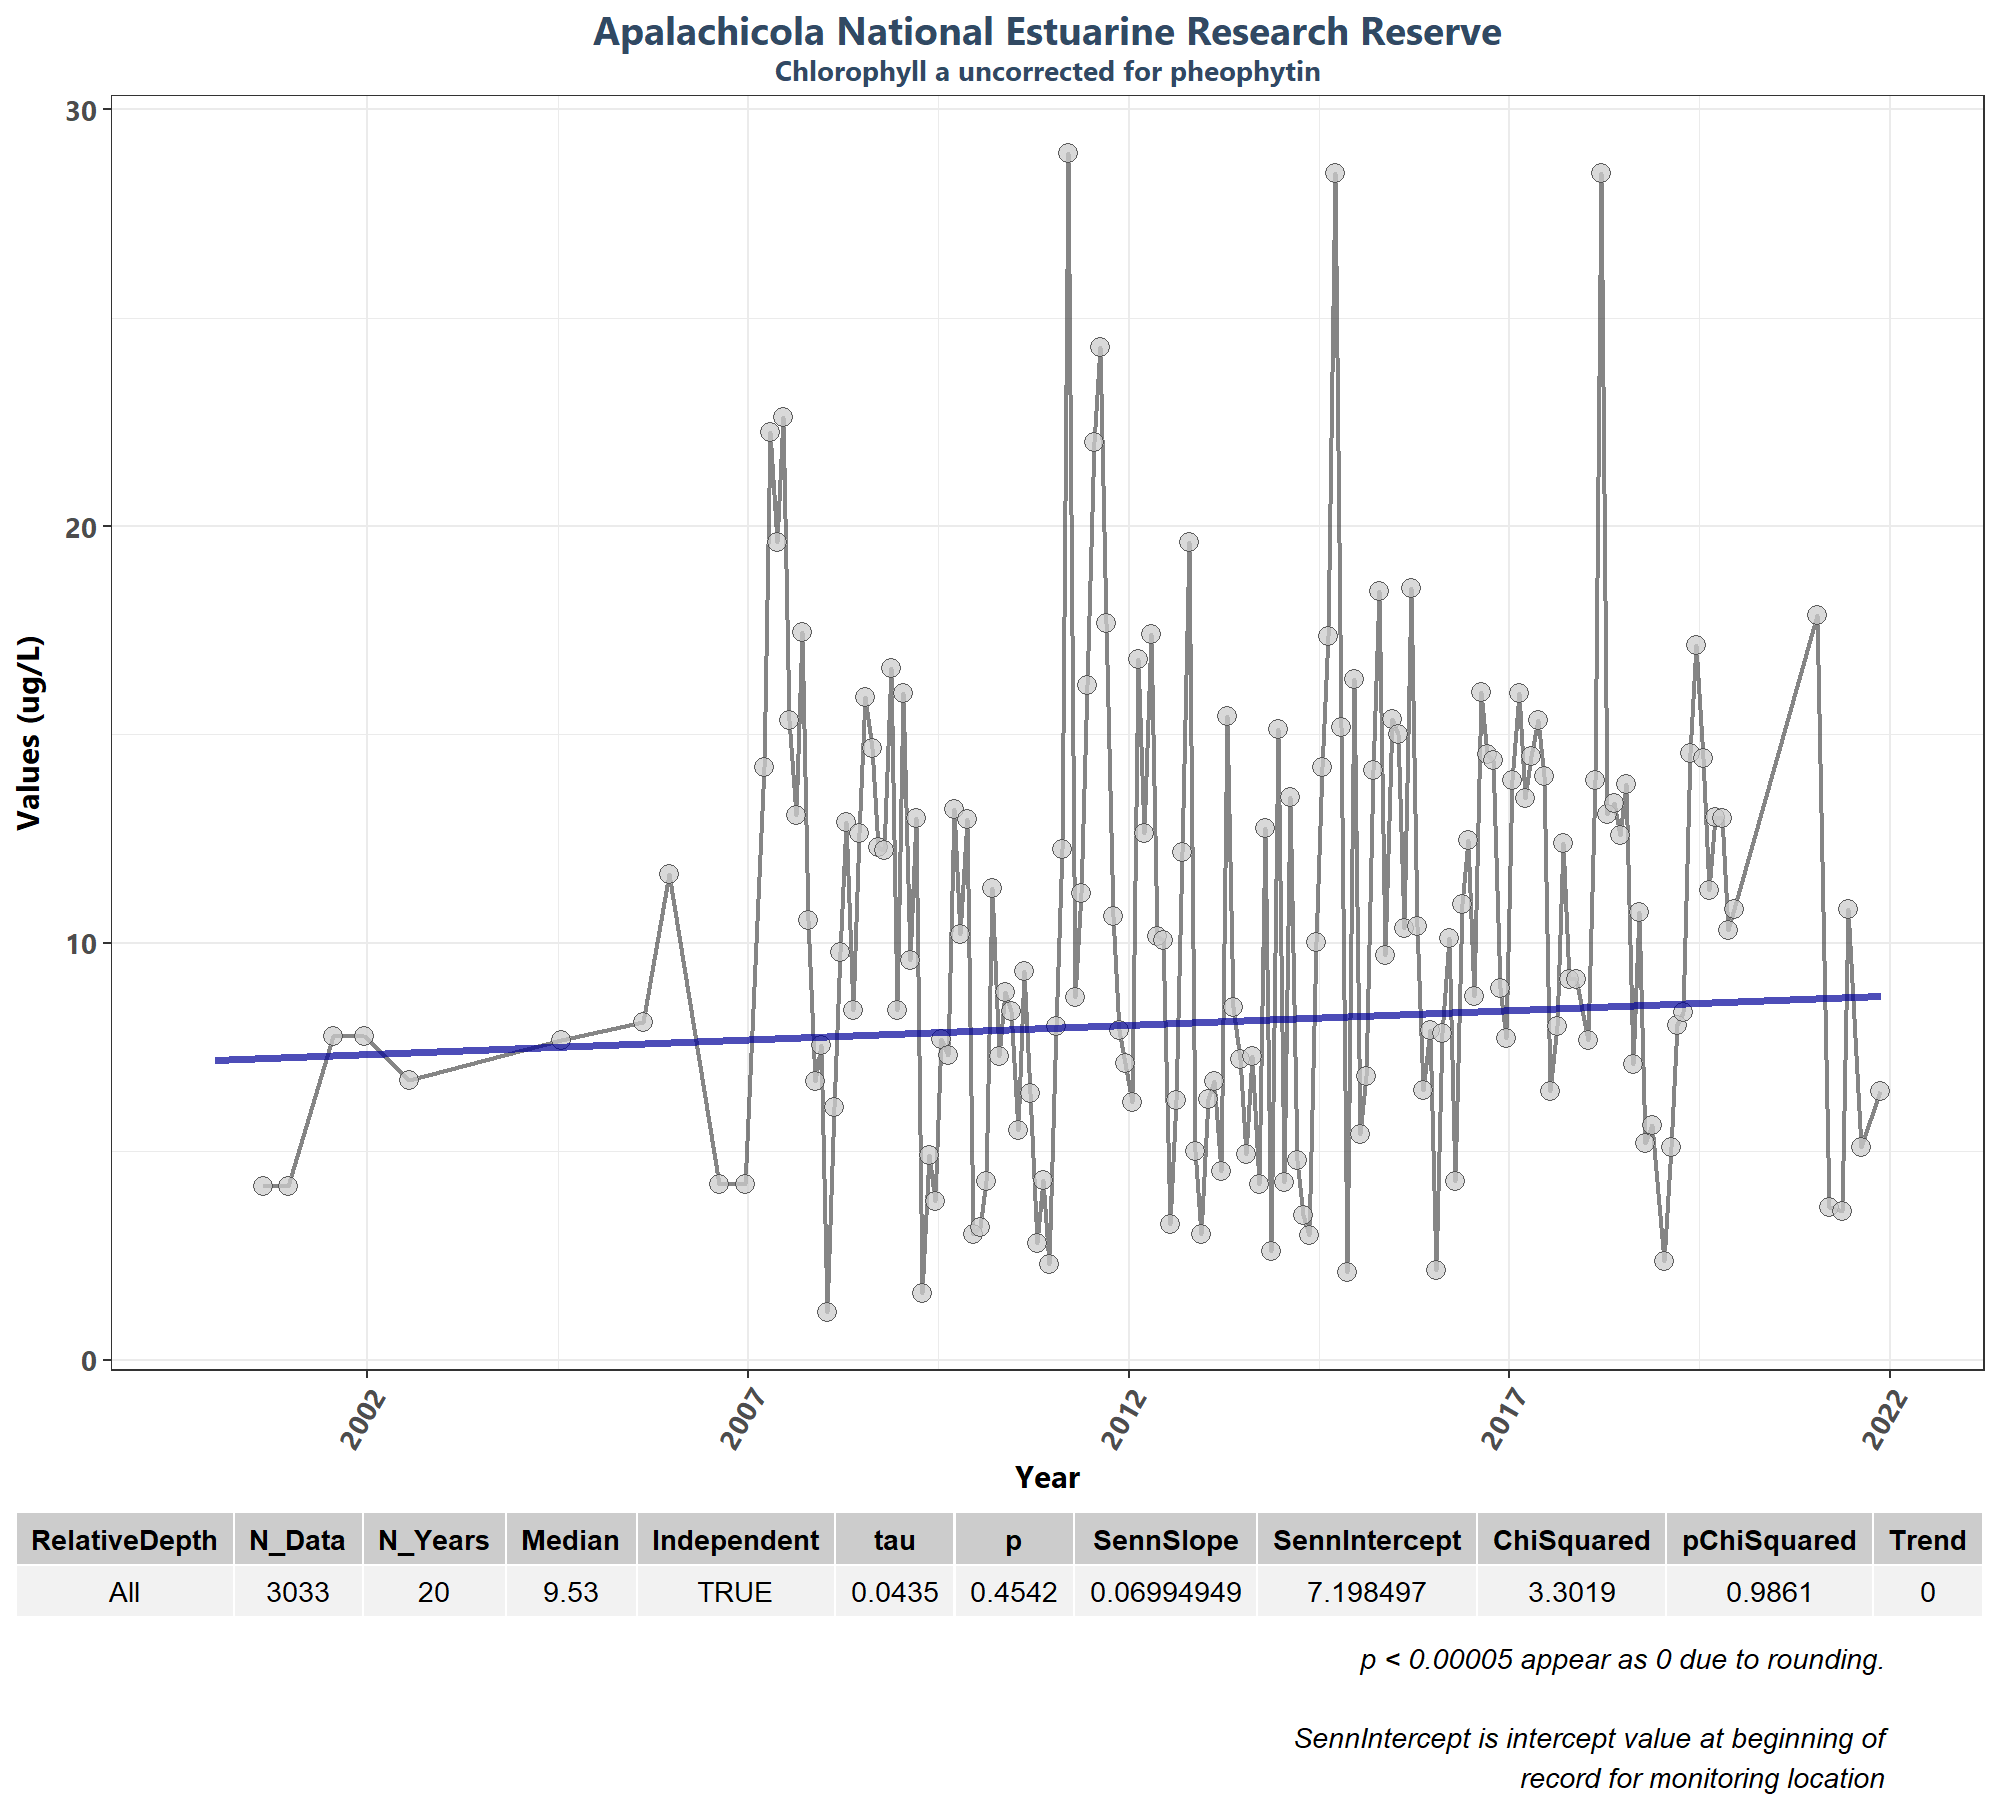 Apalachicola National Estuarine Research Reserve
Chlorophyll a uncorrected for pheophytin
Values (ug/L)
30
20
10
0
2002
2007
2012
2017
2022
Year
RelativeDepth N_Data N_Years Median Independent tau p SennSlope SennIntercept ChiSquared pChiSquared Trend
All 3033 20 9.53 TRUE 0.0435 0.4542 0.06994949 7.198497 3.3019 0.9861 0
p < 0.00005 appear as 0 due to rounding.
SennIntercept is intercept value at beginning of
record for monitoring location